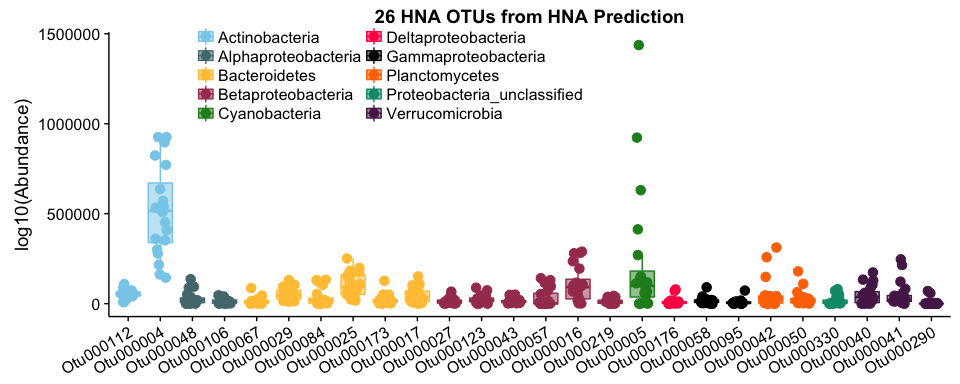 26 HNA OTUs from HNA Prediction
Actinobacteria
Alphaproteobacteria
Bacteroidetes
Betaproteobacteria
Cyanobacteria
Deltaproteobacteria
Gammaproteobacteria
Planctomycetes
Proteobacteria_unclassified
Verrucomicrobia
log10(Abundance)
1500000
1000000
500000
0
Otu000112
Otu000004
Otu000048
Otu000106
Otu000067
Otu000029
Otu000084
Otu000025
Otu000173
Otu000017
Otu000027
Otu000123
Otu000043
Otu000057
Otu000016
Otu000219
Otu000005
Otu000176
Otu000058
Otu000095
Otu000042
Otu000050
Otu000330
Otu000040
Otu000041
Otu000290